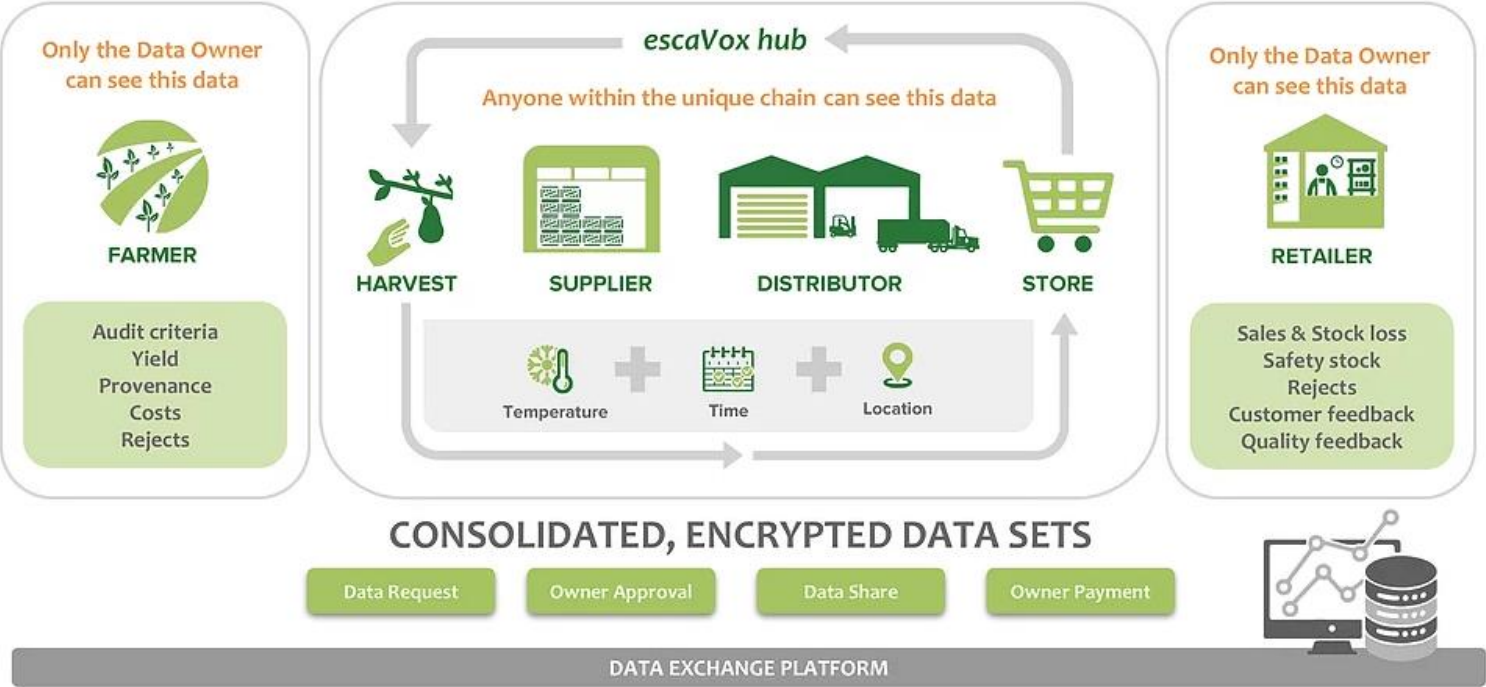 Only the Data Owner
can see this data
FARMER
Audit criteria
Yield
Provenance
Costs
Rejects
escaVox hub
Anyone within the unique chain can see this data
HARVEST
SUPPLIER
DISTRIBUTOR
STORE
Temperature
Time
Location
Only the Data Owner
can see this data
RETAILER
Sales & Stock loss
Safety stock
Rejects
Customer feedback
Quality feedback
CONSOLIDATED, ENCRYPTED DATA SETS
Data Request
Owner Approval
Data Share
Owner Payment
DATA EXCHANGE PLATFORM